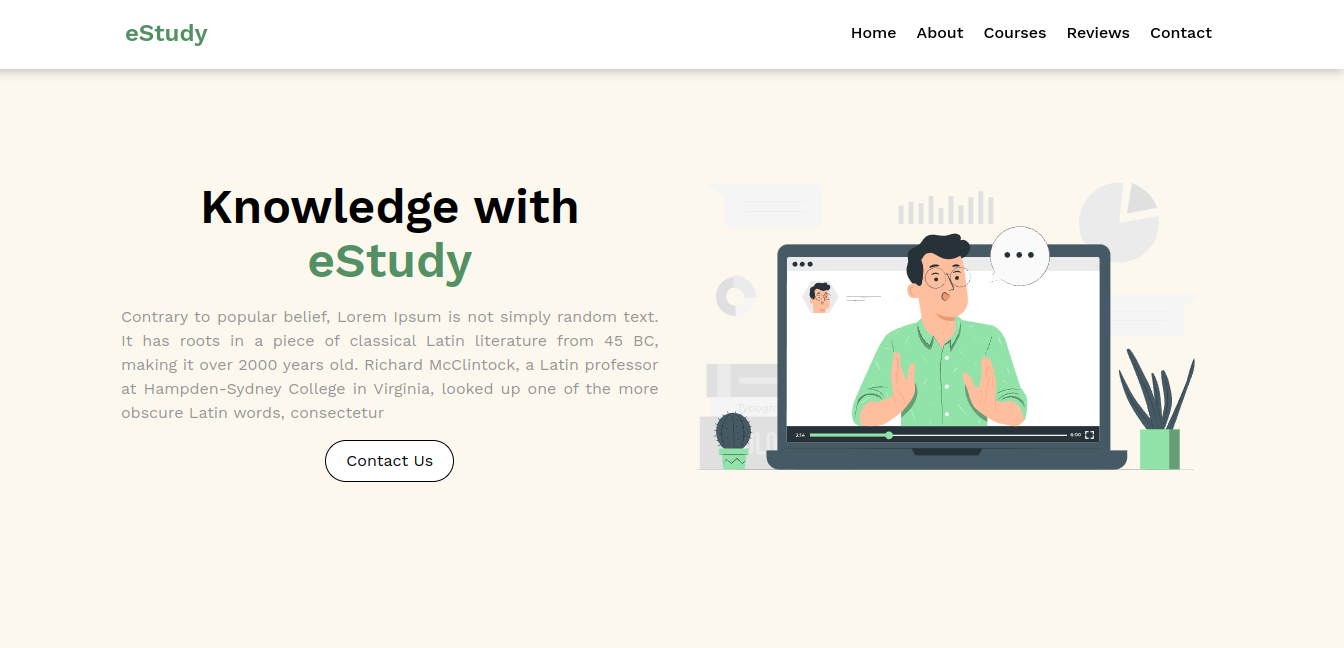 eStudy
Home About Courses Reviews Contact
Knowledge with
eStudy
Contrary to popular belief, Lorem Ipsum is not simply random text.
It has roots in a piece of classical Latin literature from 45 BC,
making it over 2000 years old. Richard McClintock, a Latin professor
at Hampden-Sydney College in Virginia, looked up one of the more
obscure Latin words, consectetur
Contact Us
2:14
6:00